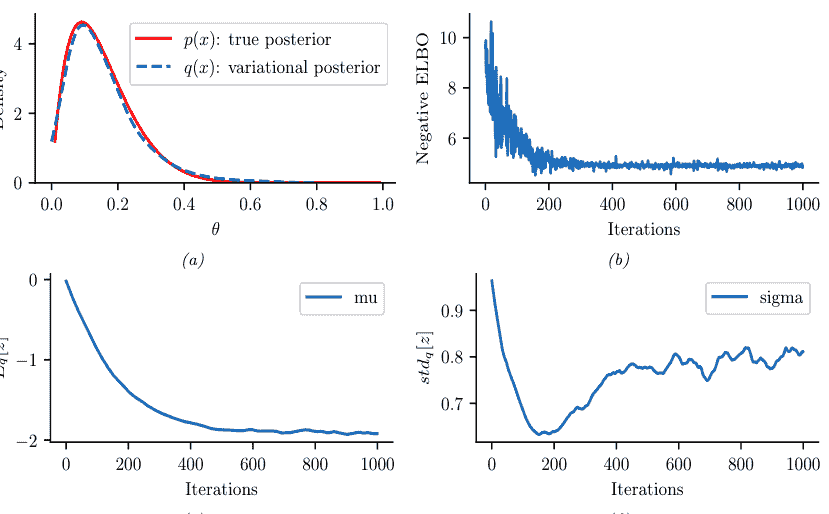 4
2
0
0.0 0.2 0.4 0.6 0.8 1.0
θ
p(x): true posterior
q(x): variational posterior
(a)
Negative ELBO
10
8
6
0 200 400 600 800 1000
Iterations
(b)
0
−1
−2
0 200 400 600 800 1000
Iterations
mu
std_q[z]
0.9
0.8
0.7
0 200 400 600 800 1000
Iterations
sigma